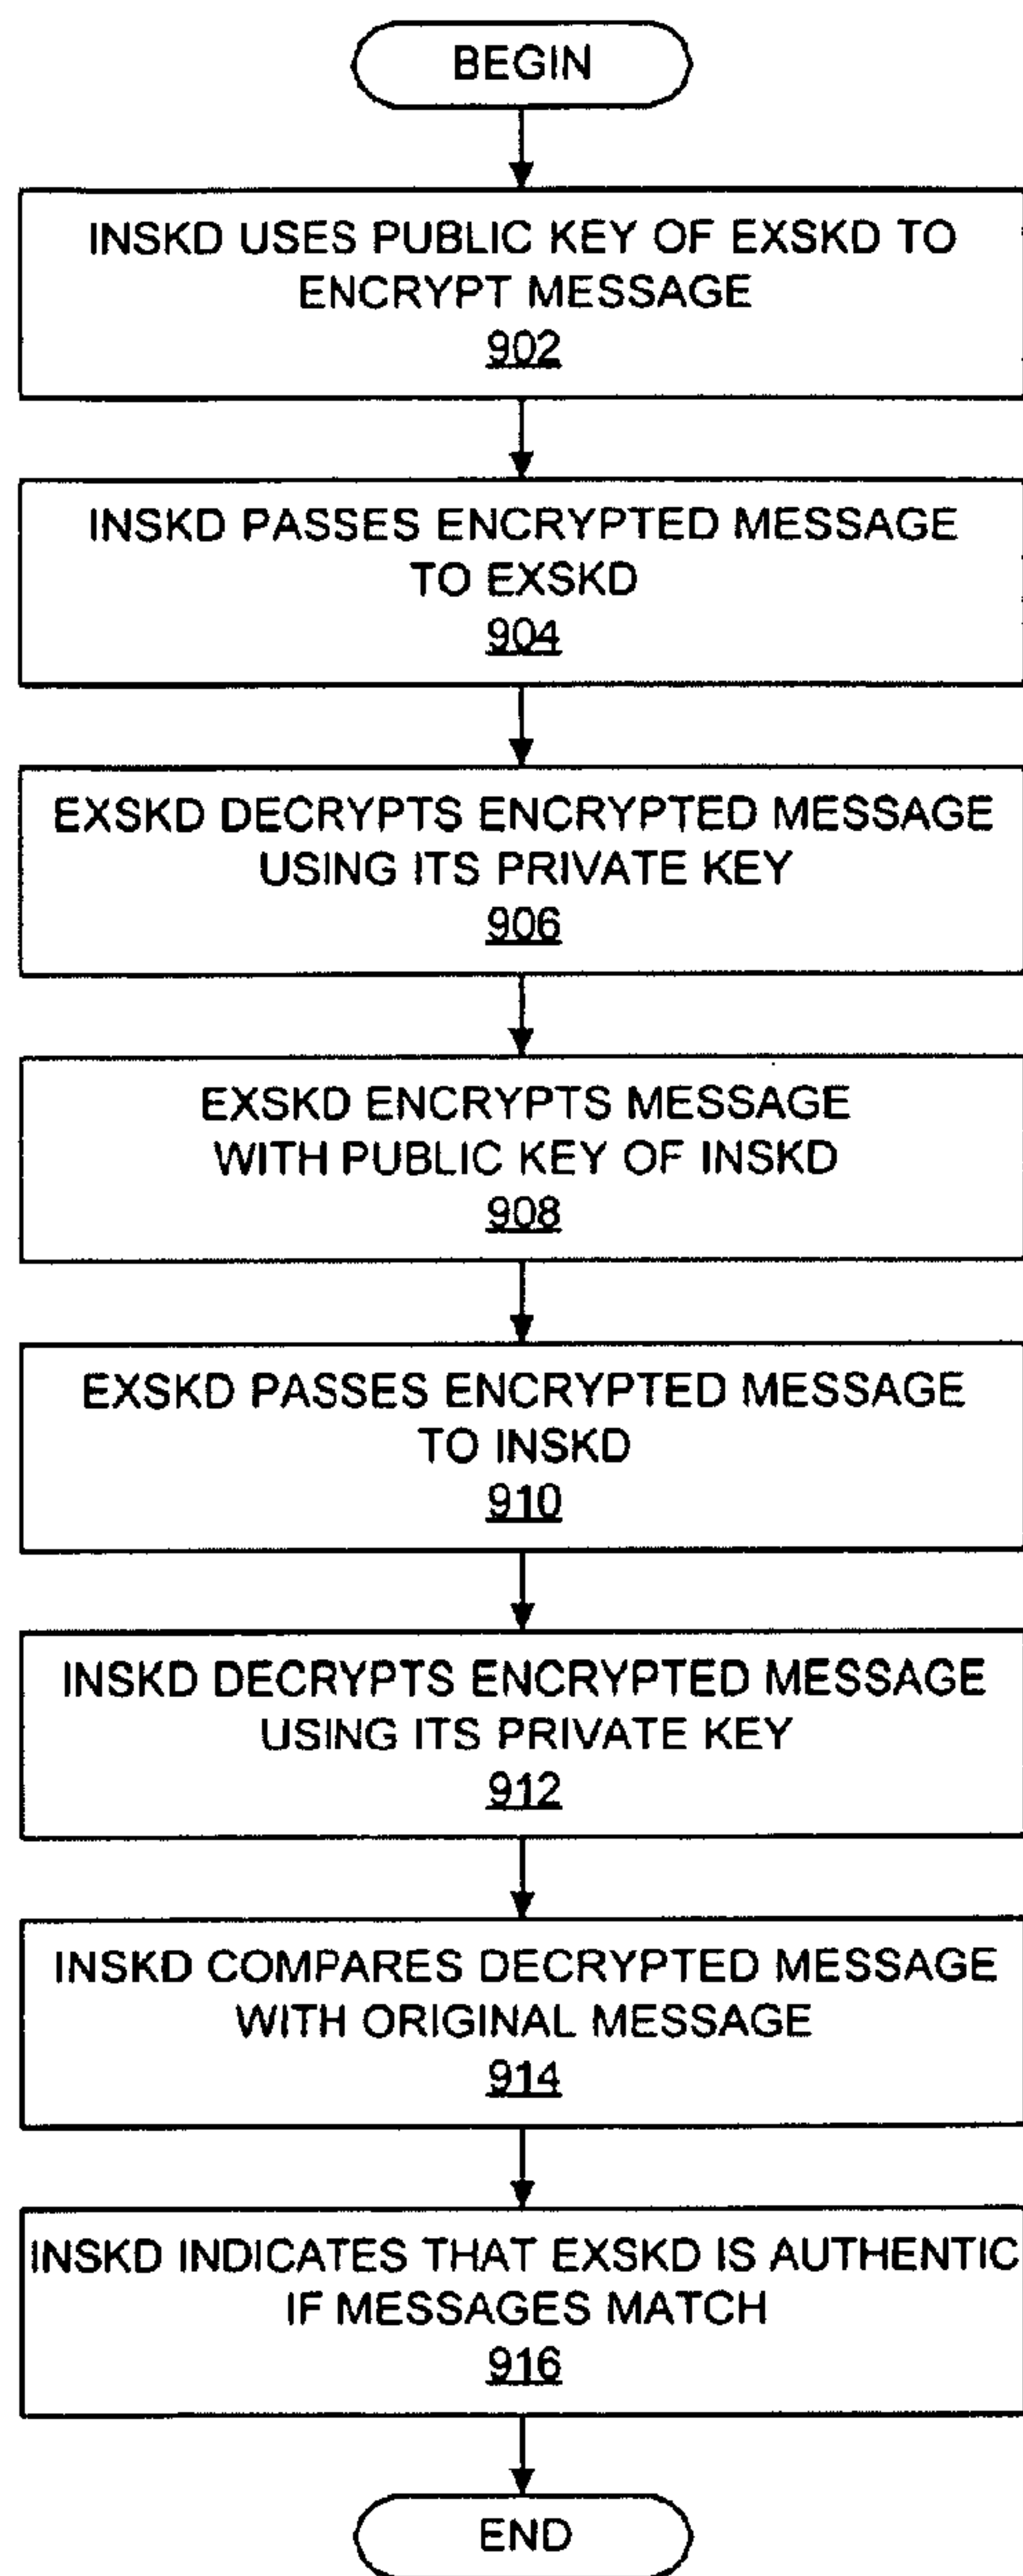 BEGIN
INSKD USES PUBLIC KEY OF EXSKD TO
ENCRYPT MESSAGE
902
INSKD PASSES ENCRYPTED MESSAGE
TO EXSKD
904
EXSKD DECRYPTS ENCRYPTED MESSAGE
USING ITS PRIVATE KEY
906
EXSKD ENCRYPTS MESSAGE
WITH PUBLIC KEY OF INSKD
908
EXSKD PASSES ENCRYPTED MESSAGE
TO INSKD
910
INSKD DECRYPTS ENCRYPTED MESSAGE
USING ITS PRIVATE KEY
912
INSKD COMPARES DECRYPTED MESSAGE
WITH ORIGINAL MESSAGE
914
INSKD INDICATES THAT EXSKD IS AUTHENTIC
IF MESSAGES MATCH
916
END